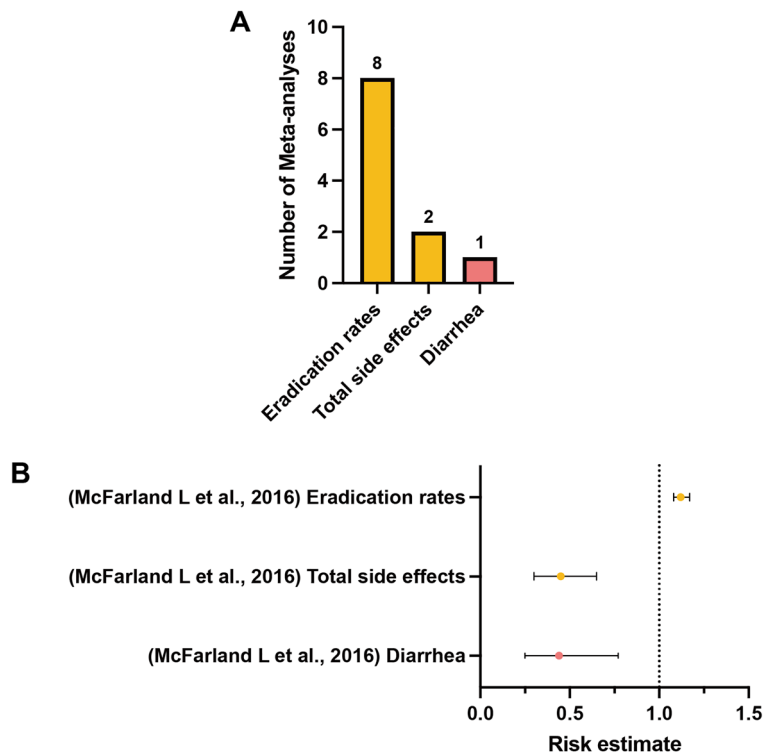 A
Number of Meta-analyses
10
8
6
4
2
0
8
2
1
Eradication rates
Total side effects
Diarrhea
B
(McFarland L et al., 2016) Eradication rates
(McFarland L et al., 2016) Total side effects
(McFarland L et al., 2016) Diarrhea
0.0 0.5 1.0 1.5
Risk estimate